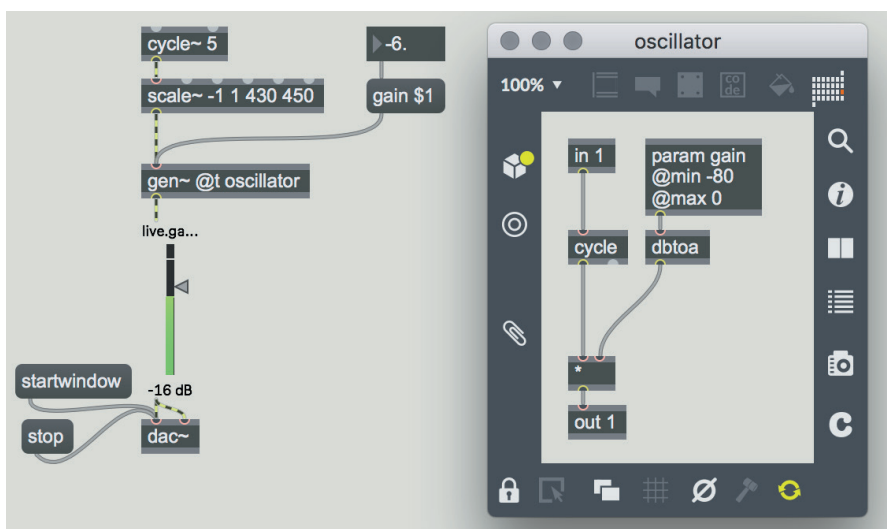 cycle~ 5
-6.
scale~ -1 1 430 450
gain $1
gen~ @t oscillator
live.ga...
-16 dB
startwindow
stop
dac~
oscillator
100%
co
de
in 1
param gain
@min -80
@max 0
cycle
dbtoa
*
out 1